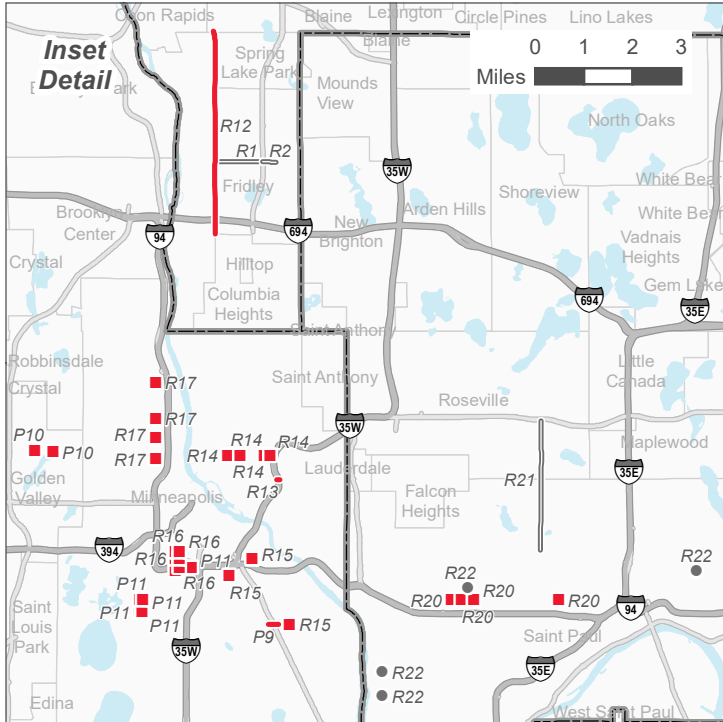 Coon Rapids
Blaine
Lexington
Circle Pines
Lino Lakes
Blaine
Inset
Detail
Spring
Lake Park
Mounds
View
0 1 2 3
Miles
North Oaks
R12
R1 R2
Fridley
35W
Shoreview
White Bear
White Bear
Brooklyn
Center
94
694
New
Brighton
Arden Hills
Vadnais
Heights
Crystal
Hilltop
Gem Lake
694
35E
Columbia
Heights
Saint Anthony
Robbinsdale
Crystal
R17
Saint Anthony
Little
Canada
Roseville
R17
35W
P10
P10
R17
R17
R14
R14
R14
Maplewood
Lauderdale
35E
Golden
Valley
R13
R21
Minneapolis
Falcon
Heights
R16
R16
R16
R16
P11
394
R15
R15
R22
P11
P11
P11
R22
R20
R20
R20
R20
94
Saint
Louis
Park
P9
R15
Saint Paul
35W
35E
R22
R22
Edina
West Saint Paul